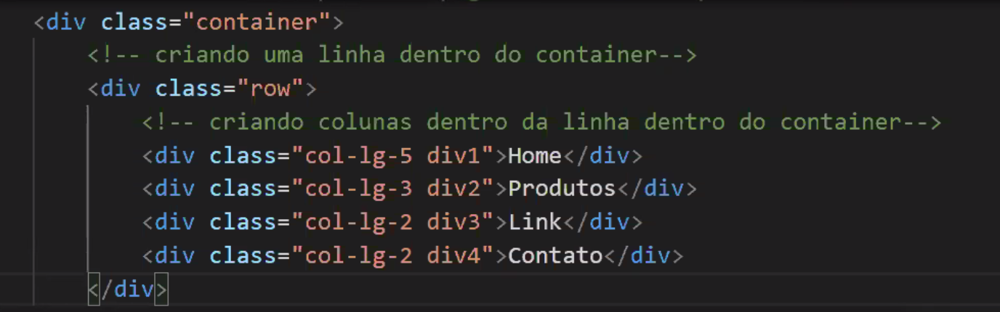 <div class="container">
<!-- criando uma linha dentro do container-->
<div class="row">
<!-- criando colunas dentro da linha dentro do container-->
<div class="col-lg-5 div1">Home</div>
<div class="col-lg-3 div2">Produtos</div>
<div class="col-lg-2 div3">Link</div>
<div class="col-lg-2 div4">Contato</div>
</div>